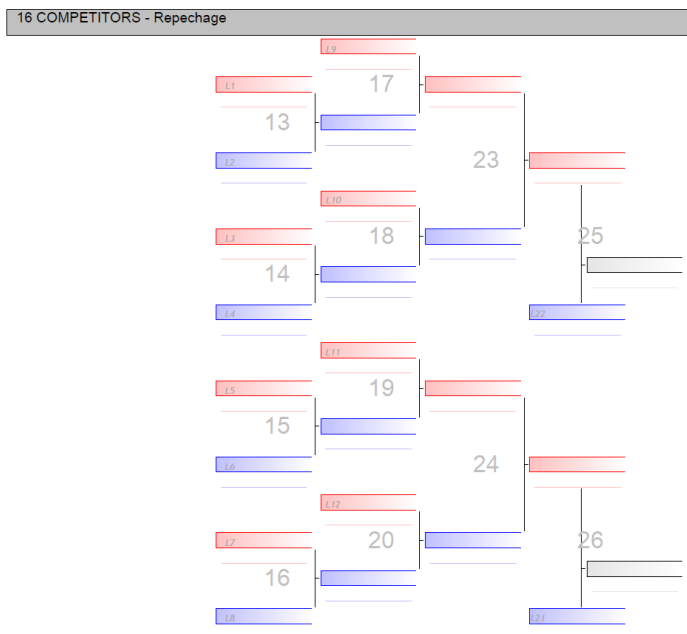 16 COMPETITORS - Repechage
L9
17
L1
13
L2
23
L10
18
25
L3
14
L4
L22
L11
19
L5
15
L6
24
L12
20
26
L7
16
L8
L21